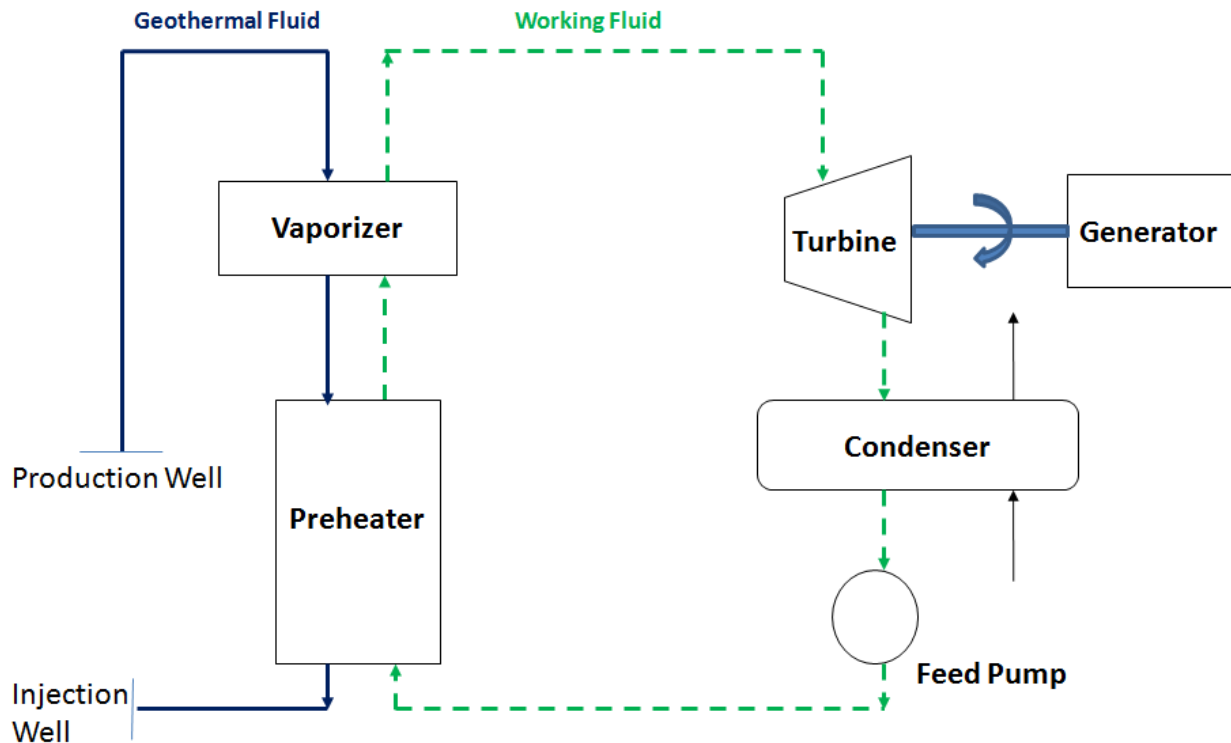 Geothermal Fluid
Working Fluid
Vaporizer
Turbine
Generator
Production Well
Condenser
Preheater
Feed Pump
Injection
Well